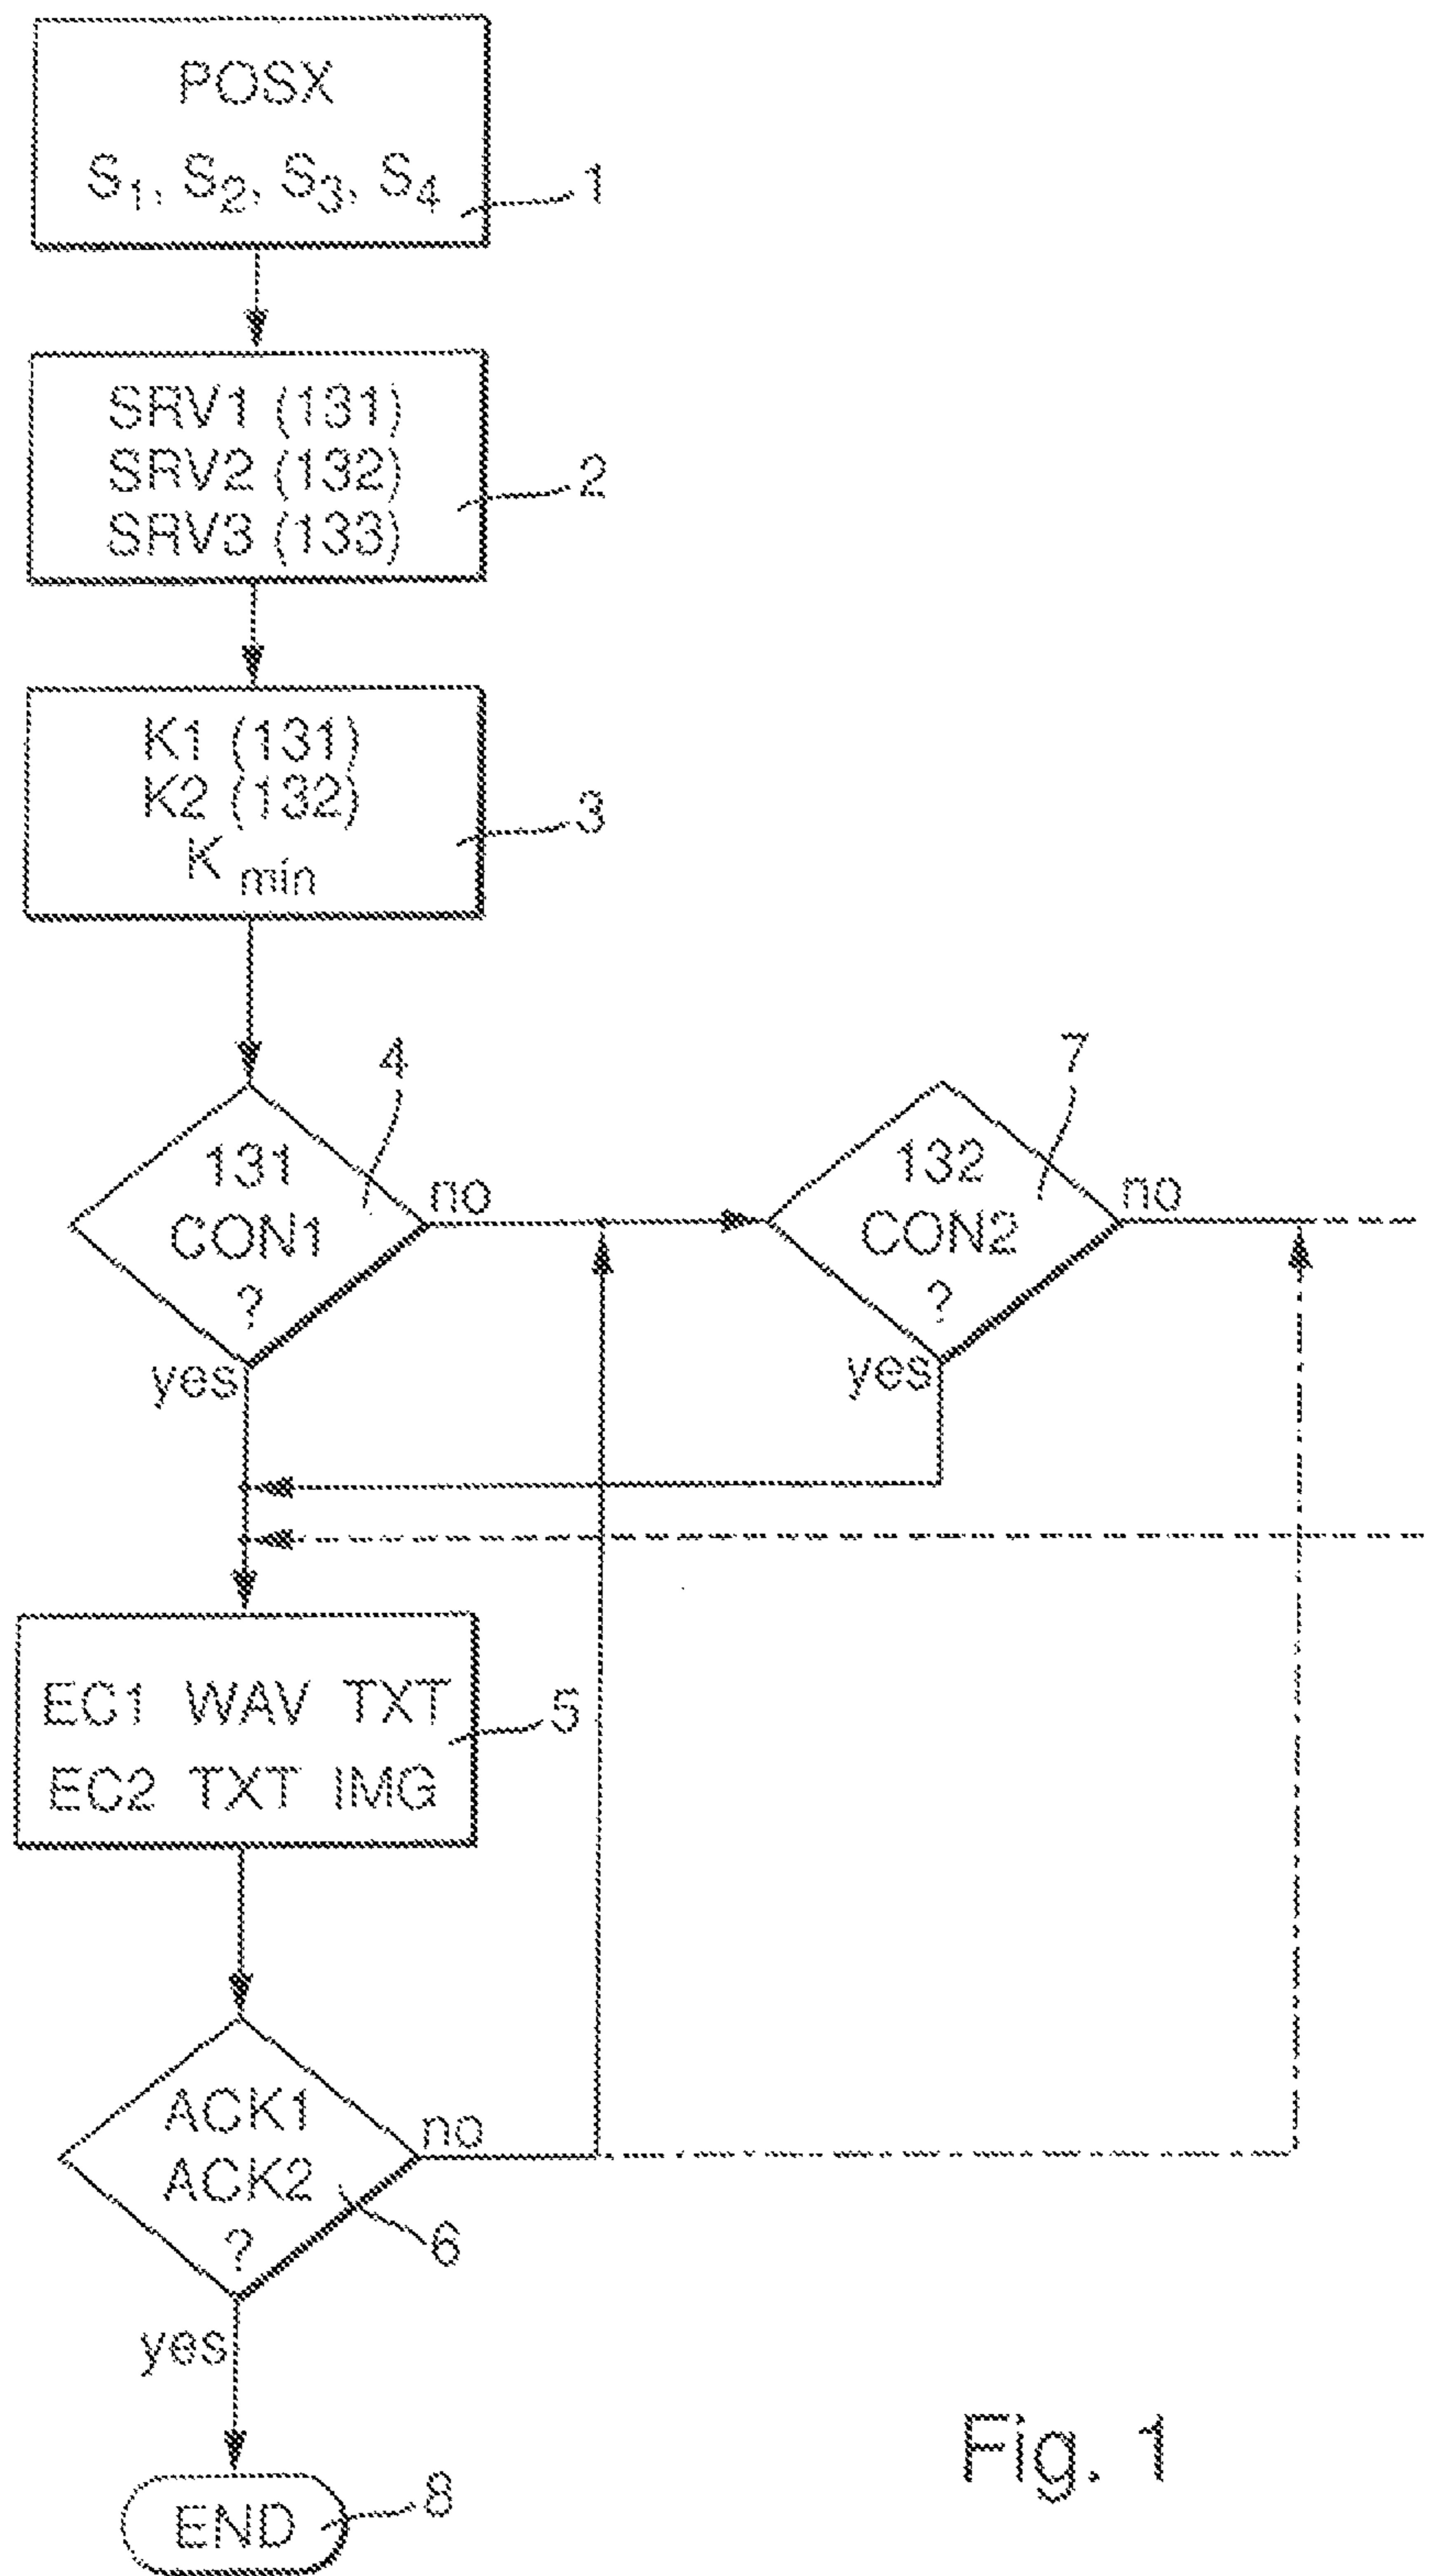 POSX
S1, S2, S3, S4
1
SRV1 (131)
SRV2 (132)
SRV3 (133)
2
K1 (131)
K2 (132)
K min
3
4
131
CON1
?
no
yes
7
132
CON2
?
no
yes
EC1 WAV TXT
EC2 TXT IMG
5
ACK1
ACK2
?
no
6
yes
END
8
Fig. 1